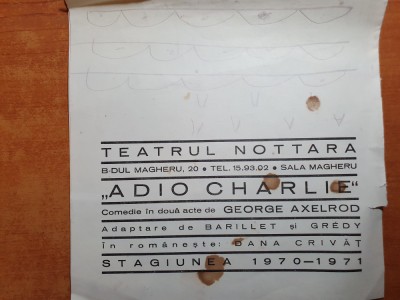 TEATRUL NOTTARA
B-DUL MAGHERU, 20 • TEL. 15.93.02 • SALA MAGHERU
„ADIO CHARLIE"
Comedie în două acte de GEORGE AXELROD
Adaptare de BARILLET și GRÉDY
În românește: DANA CRIVĂȚ
STAGIUNEA 1970—1971